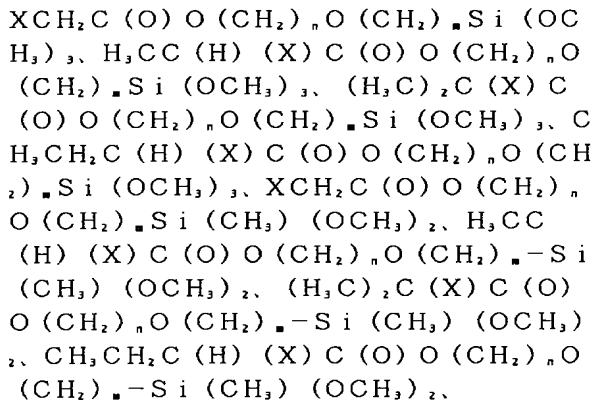 XCH₂C(O)O(CH₂)ₙO(CH₂)ₘSi(OC
H₃)₃、H₃CC(H)(X)C(O)O(CH₂)ₙO
(CH₂)ₘSi(OCH₃)₃、(H₃C)₂C(X)C
(O)O(CH₂)ₙO(CH₂)ₘSi(OCH₃)₃、C
H₃CH₂C(H)(X)C(O)O(CH₂)ₙO(CH
₂)ₘSi(OCH₃)₃、XCH₂C(O)O(CH₂)ₙ
O(CH₂)ₘSi(CH₃)(OCH₃)₂、H₃CC
(H)(X)C(O)O(CH₂)ₙO(CH₂)ₘ−Si
(CH₃)(OCH₃)₂、(H₃C)₂C(X)C(O)
O(CH₂)ₙO(CH₂)ₘ−Si(CH₃)(OCH₃)
₂、CH₃CH₂C(H)(X)C(O)O(CH₂)ₙO
(CH₂)ₘ−Si(CH₃)(OCH₃)₂、